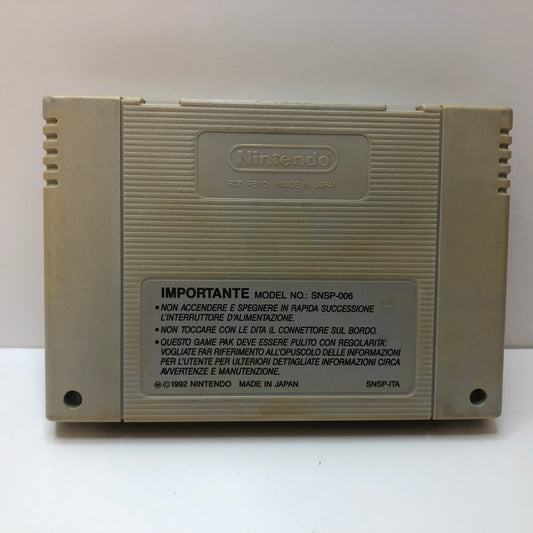 Nintendo
PAT. PEND. MADE IN JAPAN
IMPORTANTE MODEL NO.: SNSP-006
• NON ACCENDERE E SPEGNERE IN RAPIDA SUCCESSIONE
L'INTERRUTTORE D'ALIMENTAZIONE.
• NON TOCCARE CON LE DITA IL CONNETTORE SUL BORDO.
• QUESTO GAME PAK DEVE ESSERE PULITO CON REGOLARITA'.
VOGLIATE FAR RIFERIMENTO ALL'OPUSCOLO DELLE INFORMAZIONI
PER L'UTENTE PER ULTERIORI DETTAGLIATE INFORMAZIONI CIRCA
AVVERTENZE E MANUTENZIONE.
Ⓜ©1992 NINTENDO MADE IN JAPAN SNSP-ITA